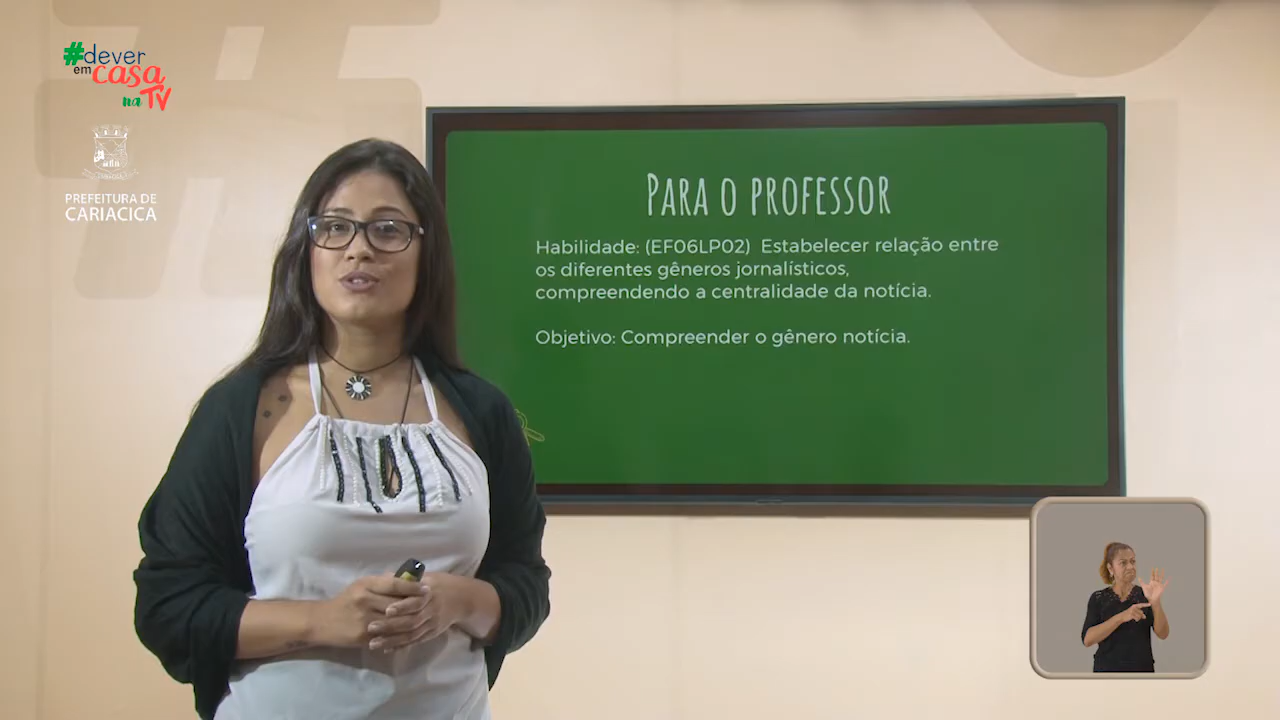 #dever
em casa
na TV
PREFEITURA DE
CARIACICA
PARA O PROFESSOR
Habilidade: (EF06LP02) Estabelecer relação entre
os diferentes gêneros jornalísticos,
compreendendo a centralidade da notícia.
Objetivo: Compreender o gênero notícia.